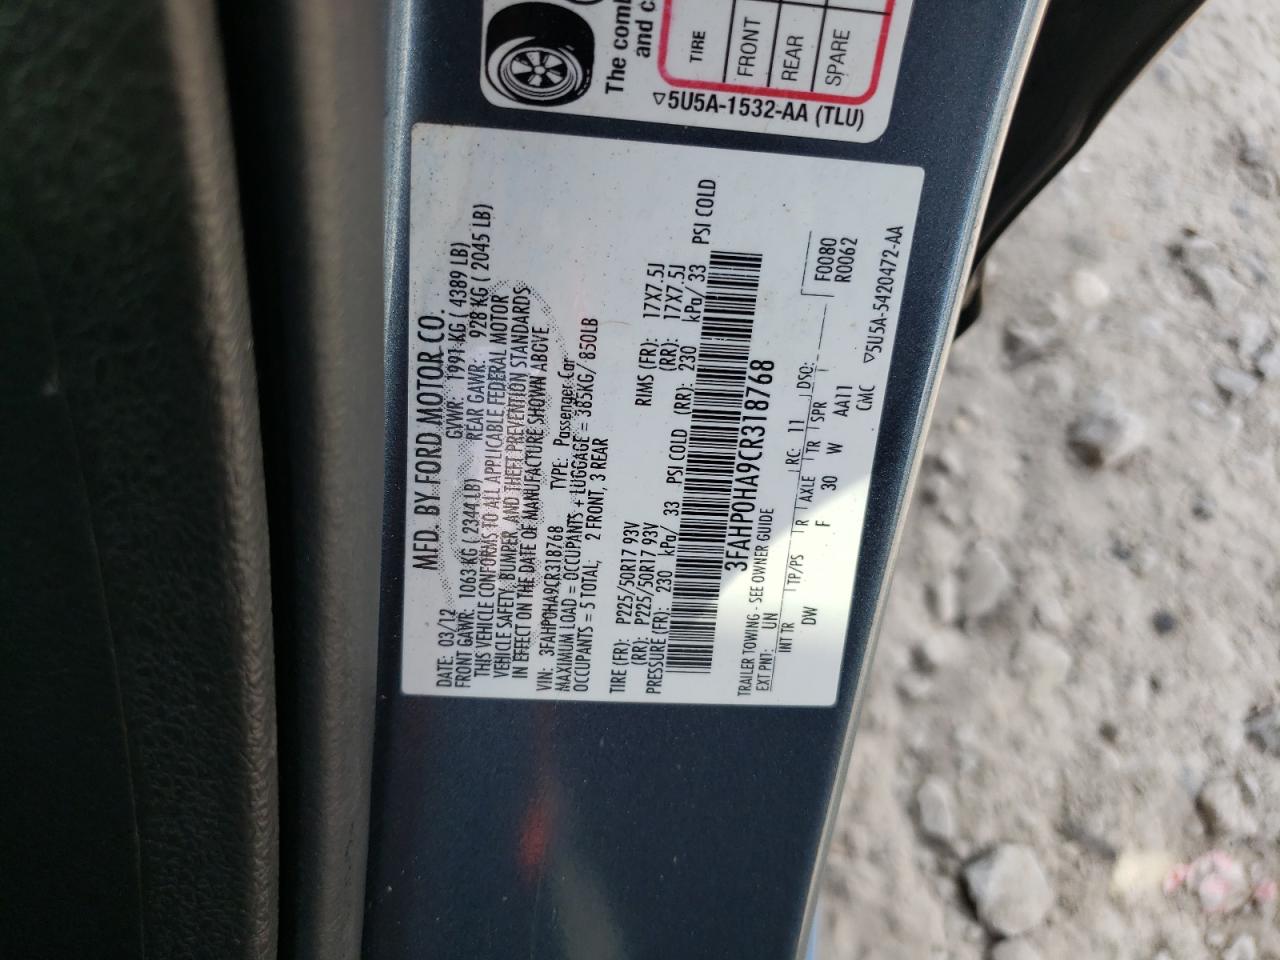 The comb
and c
TIRE
FRONT
REAR
SPARE
▽5U5A-1532-AA (TLU)
MFD. BY FORD MOTOR CO.
DATE: 03/12 GVWR: 1991 KG ( 4389 LB)
FRONT GAWR: 1063 KG ( 2344 LB) REAR GAWR: 928 KG ( 2045 LB)
THIS VEHICLE CONFORMS TO ALL APPLICABLE FEDERAL MOTOR
VEHICLE SAFETY, BUMPER, AND THEFT PREVENTION STANDARDS
IN EFFECT ON THE DATE OF MANUFACTURE SHOWN ABOVE.
VIN: 3FAHP0HA9CR318768 TYPE: Passenger Car
MAXIMUM LOAD = OCCUPANTS + LUGGAGE = 385KG/ 850LB
OCCUPANTS = 5 TOTAL, 2 FRONT, 3 REAR
TIRE (FR): P225/50R17 93V RIMS (FR): 17X7.5J
(RR): P225/50R17 93V (RR): 17X7.5J
PRESSURE (FR): 230 kPa/ 33 PSI COLD (RR): 230 kPa/ 33 PSI COLD
3FAHP0HA9CR318768
TRAILER TOWING - SEE OWNER GUIDE
EXT PNT: UN RC: 11 DSO: F0080
R0062
INT TR TP/PS R AXLE TR SPR
DW F 30 W AA11
CMC
▽5U5A-5420472-AA